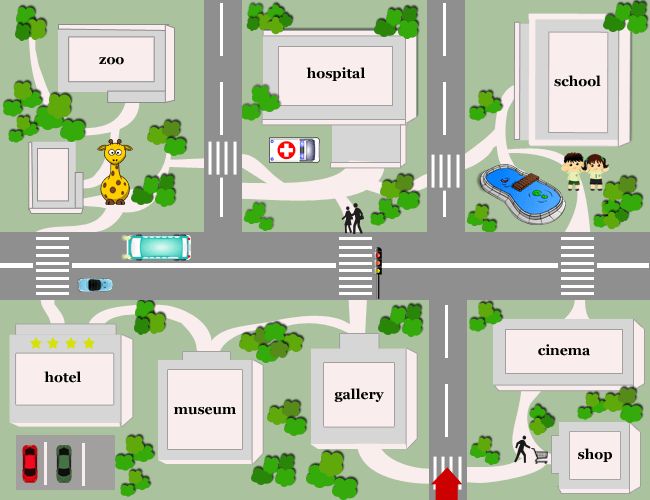 zoo
hospital
school
hotel
museum
gallery
cinema
shop